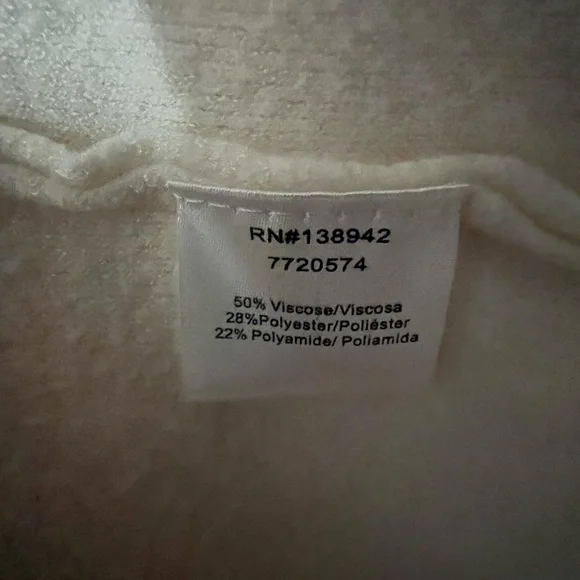 RN#138942
7720574
50% Viscose/Viscosa
28%Polyester/Poliéster
22% Polyamide/ Poliamida